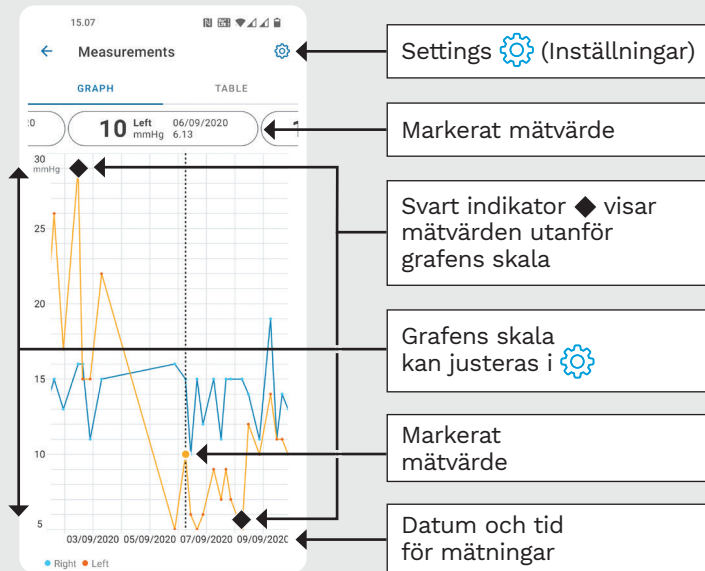 15.07
Measurements
GRAPH
TABLE
10 Left 06/09/2020
mmHg 6.13
30
mmHg
25
20
15
10
5
03/09/2020 05/09/2020 07/09/2020 09/09/2020
Right Left
Settings (Inställningar)
Markerat mätvärde
Svart indikator ◆ visar
mätvärden utanför
grafens skala
Grafens skala
kan justeras i
Markerat
mätvärde
Datum och tid
för mätningar